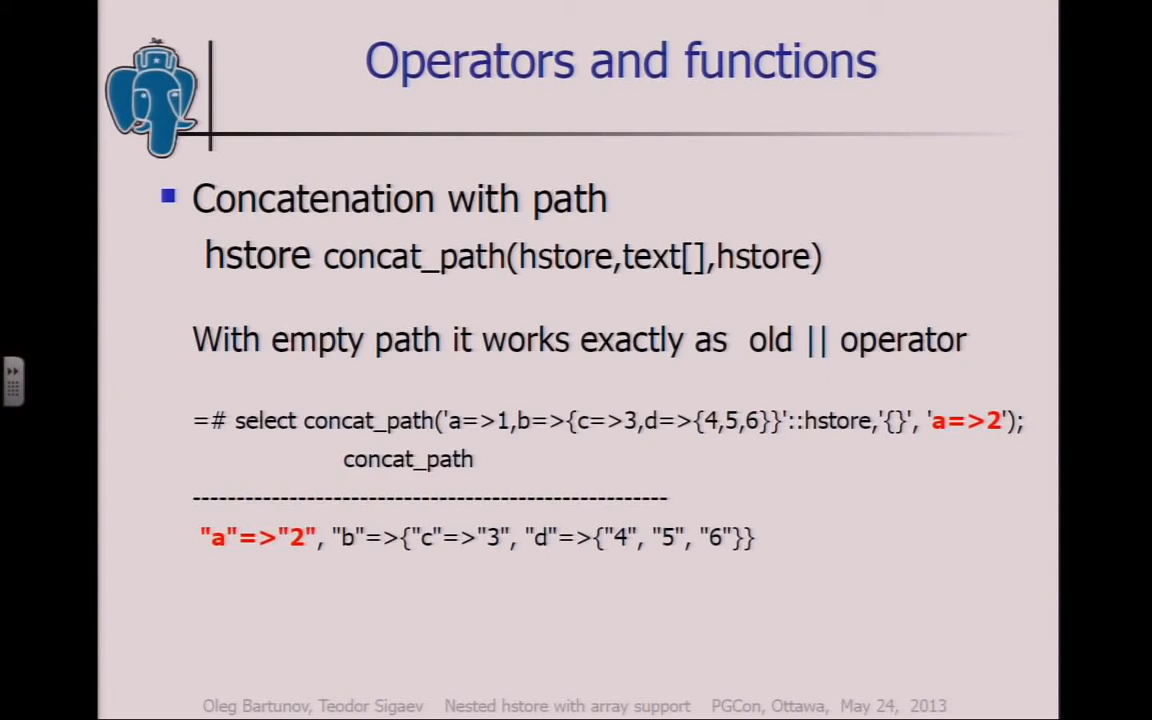 Operators and functions
Concatenation with path
hstore concat_path(hstore,text[],hstore)
With empty path it works exactly as old || operator
=# select concat_path('a=>1,b=>{c=>3,d=>{4,5,6}}'::hstore,'{}', 'a=>2');
concat_path
-----------------------------------------------------
"a"=>"2", "b"=>{"c"=>"3", "d"=>{"4", "5", "6"}}
Oleg Bartunov, Teodor Sigaev Nested hstore with array support PGCon, Ottawa, May 24, 2013